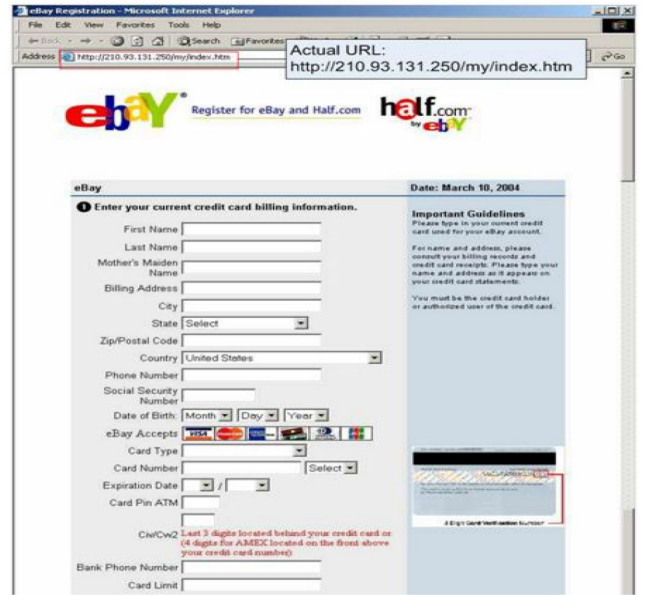 eBay Registration - Microsoft Internet Explorer
File Edit View Favorites Tools Help
Back Search Favorites
Actual URL:
http://210.93.131.250/my/index.htm
Address http://210.93.131.250/my/index.htm Go
ebaY Register for eBay and Half.com half.com
by ebY
eBay Date: March 10, 2004
1 Enter your current credit card billing information.
Important Guidelines
Please type in your current credit
card used for your eBay account.
First Name
Last Name
For name and address, please
consult your billing records and
credit card receipts. Please type your
name and address as it appears on
your credit card statements.
Mother's Maiden
Name
Billing Address
You must be the credit card holder
or authorized user of the credit card.
City
State Select
Zip/Postal Code
Country United States
Phone Number
Social Security
Number
Date of Birth: Month Day Year
eBay Accepts VISA
Card Type
Card Number Select
Expiration Date /
Card Pin ATM
Last 3 digits located behind your credit card or
(4 digits for AMEX located on the front above
your credit card number)
3 Digit Card Verification Number
Bank Phone Number
Card Limit